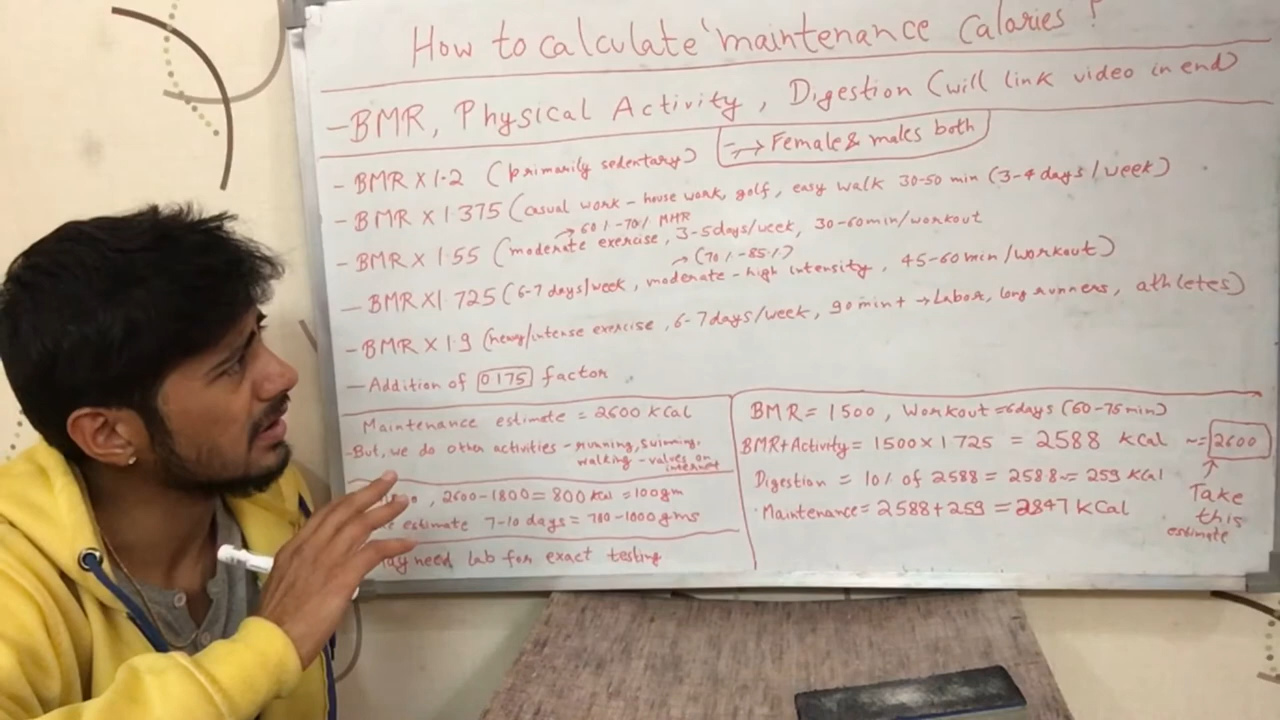 How to calculate maintenance Calories?
- BMR, Physical Activity, Digestion (will link video in end
=> Female & males both
- BMR X 1.2 (primarily sedentary)
- BMR X 1.375 (casual work - house work, golf, easy walk 30-50 min (3-4 days/week)
→ 60% - 70% MHR
- BMR X 1.55 (moderate exercise, 3-5 days/week, 30-60min/workout
→ (70% - 85%)
- BMR X 1.725 (6-7 days/week, moderate-high intensity, 45-60 min/workout)
- BMR X 1.9 (heavy/intense exercise, 6-7 days/week, 90 mint → Labor, long runners, athletes)
- Addition of 0.175 factor
Maintenance estimate = 2600 kcal
- But, we do other activities - running, swimming,
walking - values on
internet
, 2600-1800 = 800 kcal = 100gm
estimate 7-10 days = 700-1000 gms
need lab for exact testing
BMR = 1500, Workout = 6 days (60-75 min)
BMR + Activity = 1500 x 1.725 = 2588 kcal ~= 2600
Digestion = 10% of 2588 = 258.8 ≈ 259 kcal
Maintenance = 2588 + 259 = 2847 kcal
Take
this
estimate